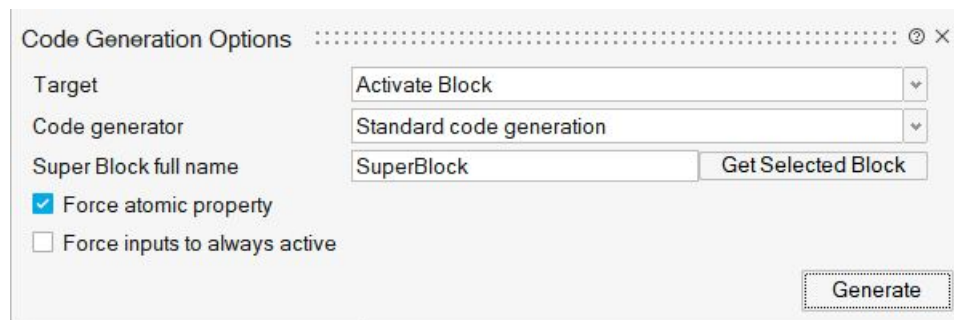 Code Generation Options
Target Activate Block
Code generator Standard code generation
Super Block full name SuperBlock Get Selected Block
Force atomic property
Force inputs to always active
Generate